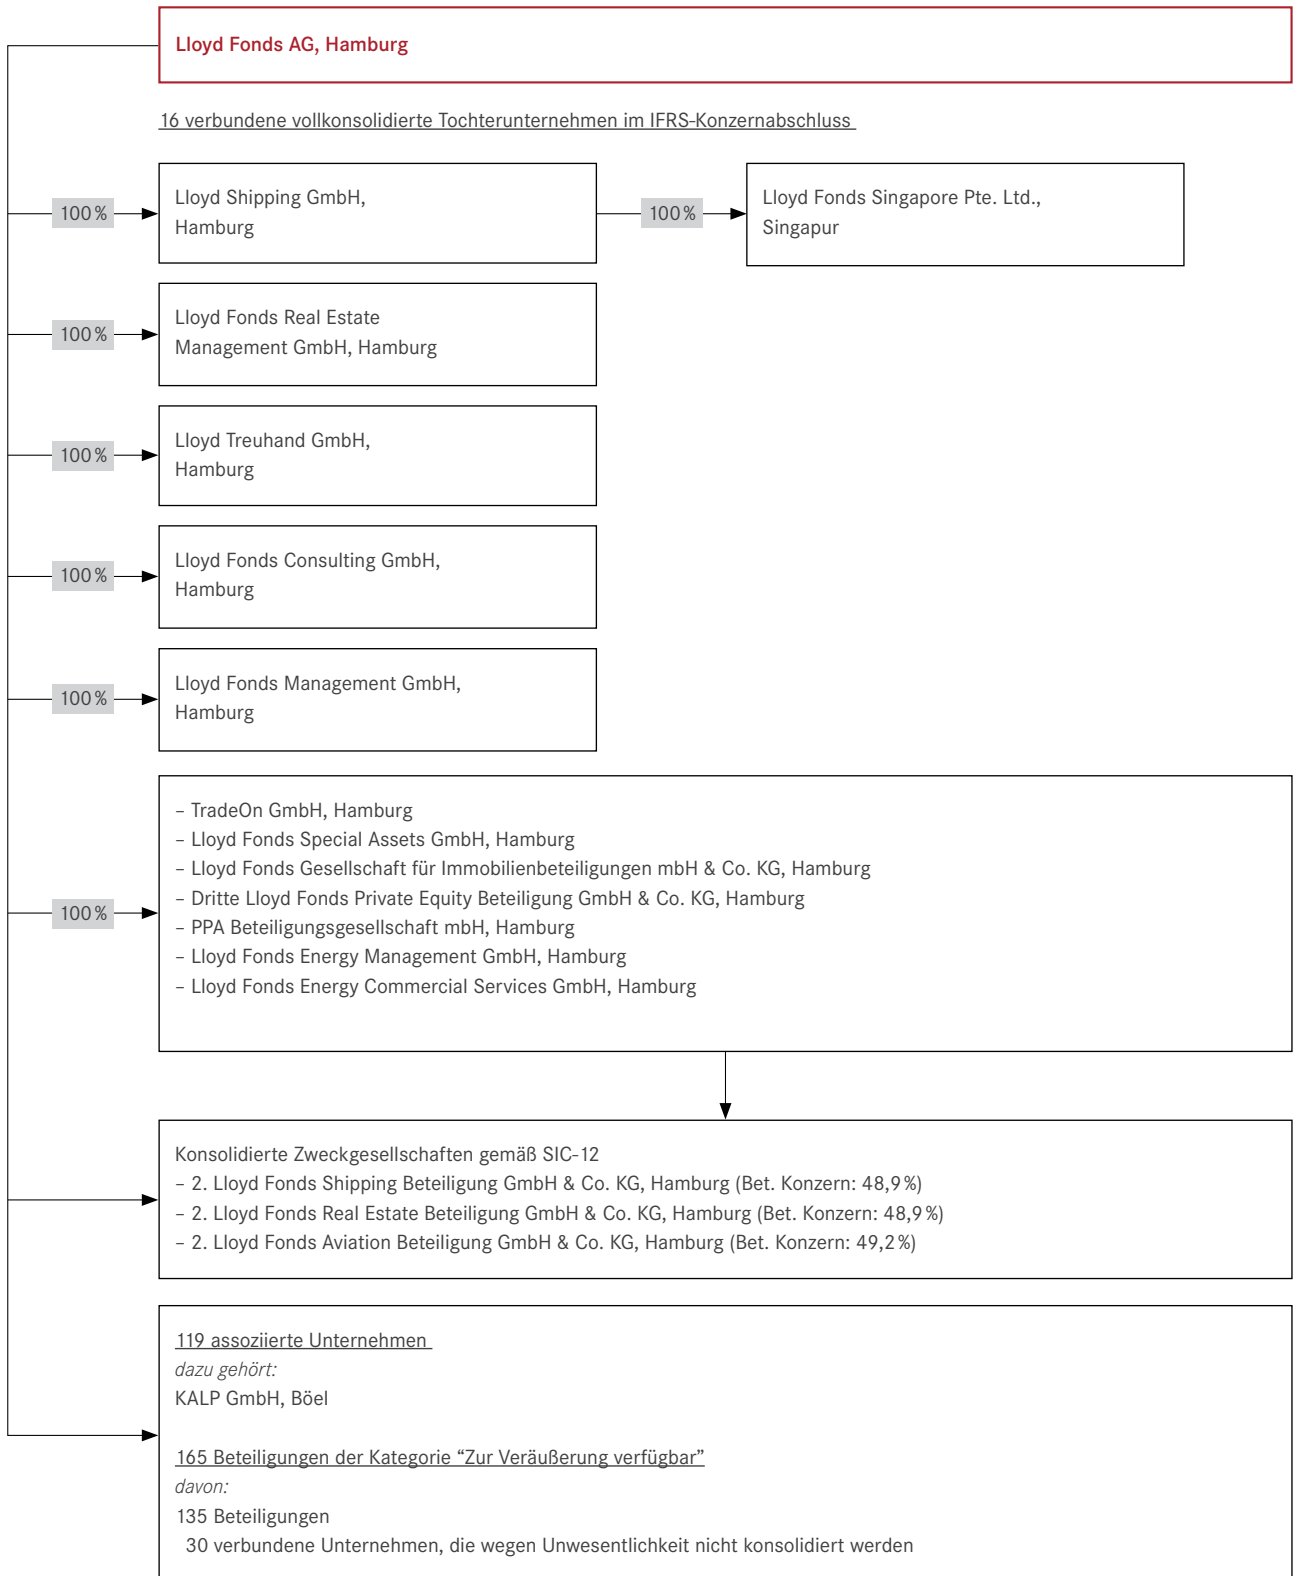 Lloyd Fonds AG, Hamburg
16 verbundene vollkonsolidierte Tochterunternehmen im IFRS-Konzernabschluss
100 %
Lloyd Shipping GmbH,
Hamburg
100 %
Lloyd Fonds Singapore Pte. Ltd.,
Singapur
100 %
Lloyd Fonds Real Estate
Management GmbH, Hamburg
100 %
Lloyd Treuhand GmbH,
Hamburg
100 %
Lloyd Fonds Consulting GmbH,
Hamburg
100 %
Lloyd Fonds Management GmbH,
Hamburg
100 %
– TradeOn GmbH, Hamburg
– Lloyd Fonds Special Assets GmbH, Hamburg
– Lloyd Fonds Gesellschaft für Immobilienbeteiligungen mbH & Co. KG, Hamburg
– Dritte Lloyd Fonds Private Equity Beteiligung GmbH & Co. KG, Hamburg
– PPA Beteiligungsgesellschaft mbH, Hamburg
– Lloyd Fonds Energy Management GmbH, Hamburg
– Lloyd Fonds Energy Commercial Services GmbH, Hamburg
Konsolidierte Zweckgesellschaften gemäß SIC-12
– 2. Lloyd Fonds Shipping Beteiligung GmbH & Co. KG, Hamburg (Bet. Konzern: 48,9 %)
– 2. Lloyd Fonds Real Estate Beteiligung GmbH & Co. KG, Hamburg (Bet. Konzern: 48,9 %)
– 2. Lloyd Fonds Aviation Beteiligung GmbH & Co. KG, Hamburg (Bet. Konzern: 49,2 %)
119 assoziierte Unternehmen
dazu gehört:
KALP GmbH, Böel
165 Beteiligungen der Kategorie “Zur Veräußerung verfügbar”
davon:
135 Beteiligungen
30 verbundene Unternehmen, die wegen Unwesentlichkeit nicht konsolidiert werden